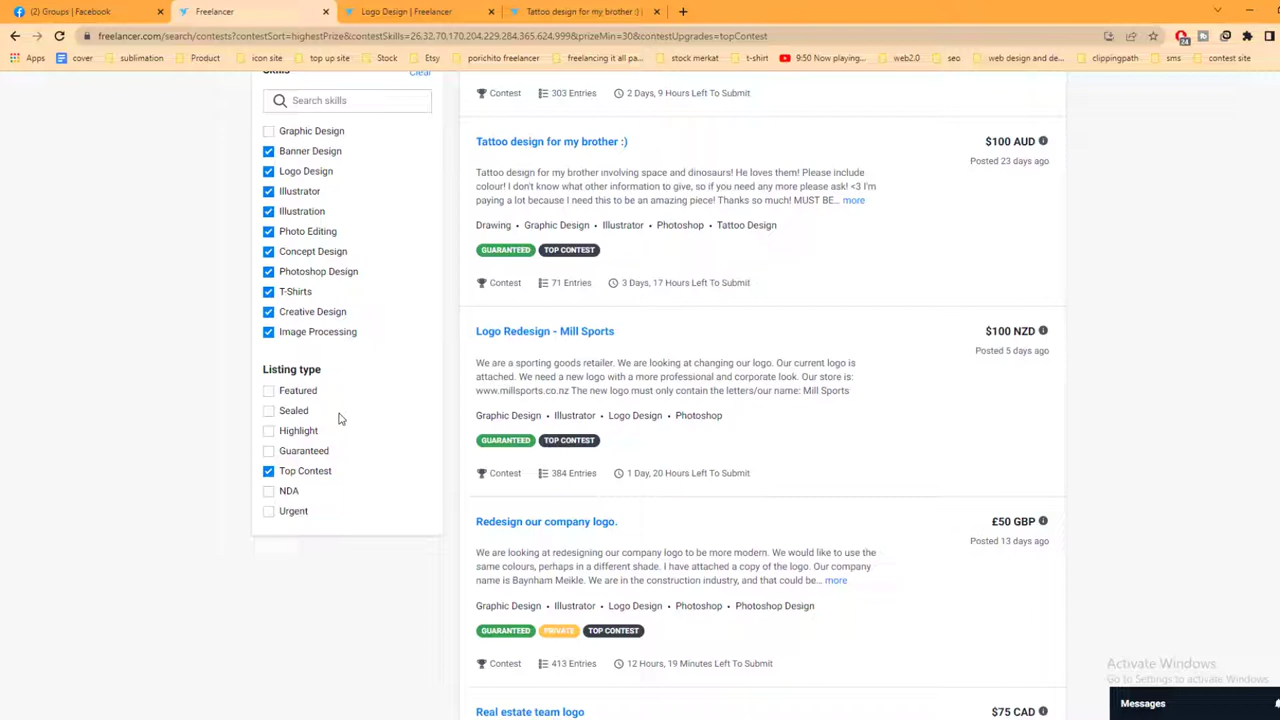 (2) Groups | Facebook
Freelancer
Logo Design | Freelancer
Tattoo design for my brother :) |
freelancer.com/search/contests?contestSort=highestPrize&contestSkills=26,32,70,170,204,229,284,365,624,999&prizeMin=30&contestUpgrades=topContest
24
Apps cover sublimation Product icon site top up site Stock Etsy porichito freelancer freelancing it all pa... stock merkat t-shirt 9:50 Now playing... web2.0 seo web design and de... clippingpath sms contest site
Skills Clear
Search skills
Graphic Design
Banner Design
Logo Design
Illustrator
Illustration
Photo Editing
Concept Design
Photoshop Design
T-Shirts
Creative Design
Image Processing
Listing type
Featured
Sealed
Highlight
Guaranteed
Top Contest
NDA
Urgent
Contest 303 Entries 2 Days, 9 Hours Left To Submit
Tattoo design for my brother :) $100 AUD
Posted 23 days ago
Tattoo design for my brother involving space and dinosaurs! He loves them! Please include
colour! I don't know what other information to give, so if you need any more please ask! <3 I'm
paying a lot because I need this to be an amazing piece! Thanks so much! MUST BE... more
Drawing • Graphic Design • Illustrator • Photoshop • Tattoo Design
GUARANTEED TOP CONTEST
Contest 71 Entries 3 Days, 17 Hours Left To Submit
Logo Redesign - Mill Sports $100 NZD
Posted 5 days ago
We are a sporting goods retailer. We are looking at changing our logo. Our current logo is
attached. We need a new logo with a more professional and corporate look. Our store is:
www.millsports.co.nz The new logo must only contain the letters/our name: Mill Sports
Graphic Design • Illustrator • Logo Design • Photoshop
GUARANTEED TOP CONTEST
Contest 384 Entries 1 Day, 20 Hours Left To Submit
Redesign our company logo. £50 GBP
Posted 13 days ago
We are looking at redesigning our company logo to be more modern. We would like to use the
same colours, perhaps in a different shade. I have attached a copy of the logo. Our company
name is Baynham Meikle. We are in the construction industry, and that could be... more
Graphic Design • Illustrator • Logo Design • Photoshop • Photoshop Design
GUARANTEED PRIVATE TOP CONTEST
Contest 413 Entries 12 Hours, 19 Minutes Left To Submit
Real estate team logo $75 CAD
Activate Windows
Go to Settings to activate Windows.
Messages